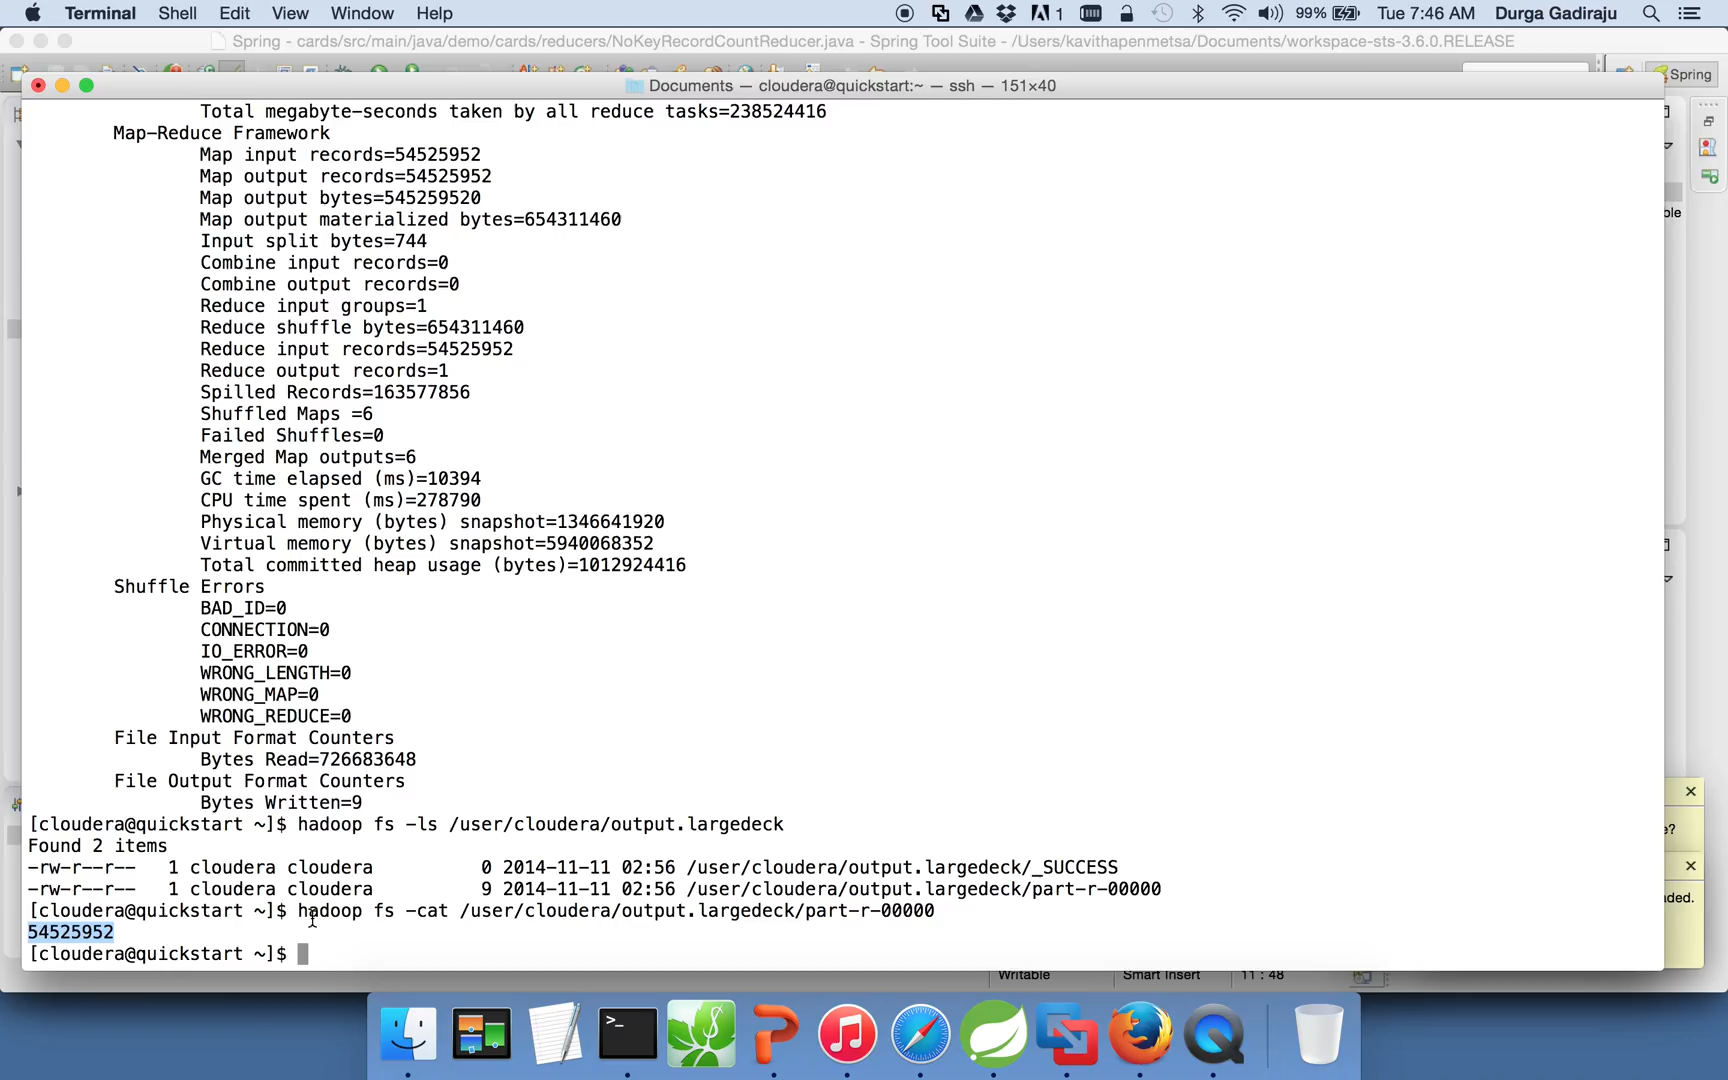 Terminal Shell Edit View Window Help 1 99% Tue 7:46 AM Durga Gadiraju
Spring - cards/src/main/java/demo/cards/reducers/NoKeyRecordCountReducer.java - Spring Tool Suite - /Users/kavithapenmetsa/Documents/workspace-sts-3.6.0.RELEASE
Spring
Documents — cloudera@quickstart:~ — ssh — 151×40
Total megabyte-seconds taken by all reduce tasks=238524416
Map-Reduce Framework
Map input records=54525952
Map output records=54525952
Map output bytes=545259520
Map output materialized bytes=654311460
Input split bytes=744
Combine input records=0
Combine output records=0
Reduce input groups=1
Reduce shuffle bytes=654311460
Reduce input records=54525952
Reduce output records=1
Spilled Records=163577856
Shuffled Maps =6
Failed Shuffles=0
Merged Map outputs=6
GC time elapsed (ms)=10394
CPU time spent (ms)=278790
Physical memory (bytes) snapshot=1346641920
Virtual memory (bytes) snapshot=5940068352
Total committed heap usage (bytes)=1012924416
Shuffle Errors
BAD_ID=0
CONNECTION=0
IO_ERROR=0
WRONG_LENGTH=0
WRONG_MAP=0
WRONG_REDUCE=0
File Input Format Counters
Bytes Read=726683648
File Output Format Counters
Bytes Written=9
[cloudera@quickstart ~]$ hadoop fs -ls /user/cloudera/output.largedeck
Found 2 items
-rw-r--r-- 1 cloudera cloudera 0 2014-11-11 02:56 /user/cloudera/output.largedeck/_SUCCESS
-rw-r--r-- 1 cloudera cloudera 9 2014-11-11 02:56 /user/cloudera/output.largedeck/part-r-00000
[cloudera@quickstart ~]$ hadoop fs -cat /user/cloudera/output.largedeck/part-r-00000
54525952
[cloudera@quickstart ~]$
ble
?
ded.
Writable Smart Insert 11 : 48